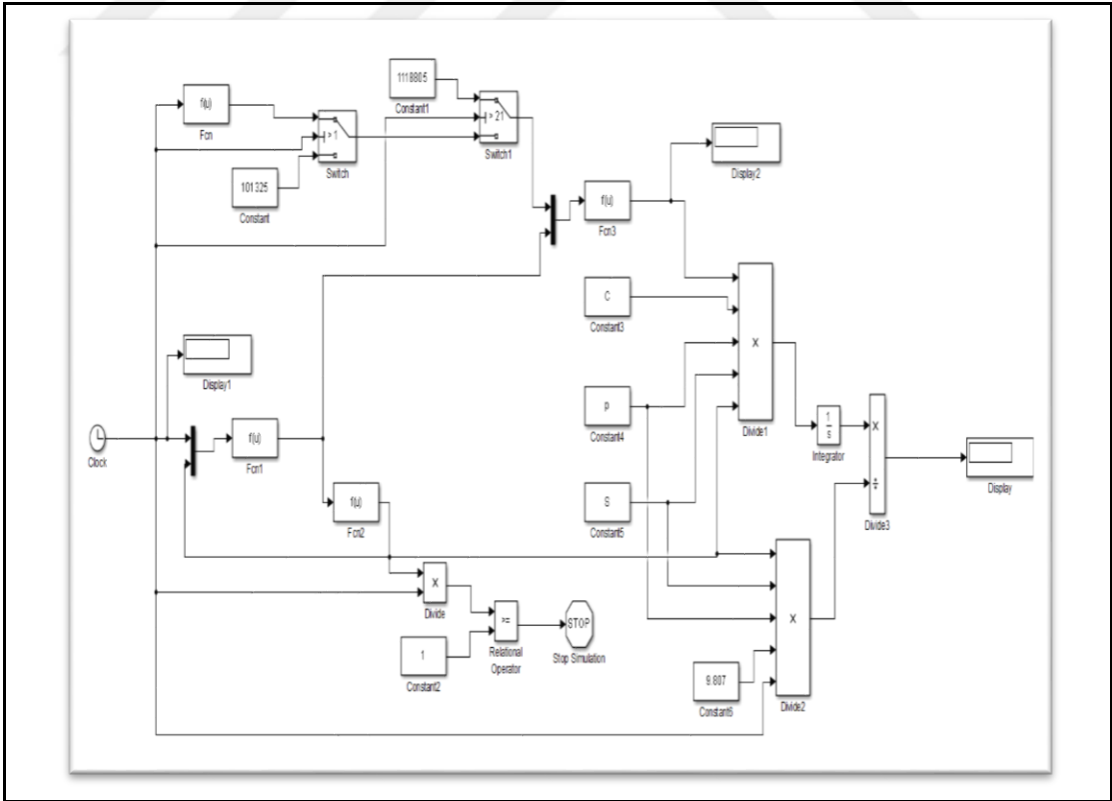 1118805
Constant1
f(u)
Fcn
> 1
Switch
> 21
Switch1
101325
Constant
f(u)
Fcn3
Display2
C
Constant3
X
Divide1
Display1
P
Constant4
1
s
Integrator
X
÷
Divide3
Display
Clock
f(u)
Fcn1
f(u)
Fcn2
S
Constant5
X
Divide
>=
Relational
Operator
STOP
Stop Simulation
1
Constant2
X
Divide2
9.807
Constant6